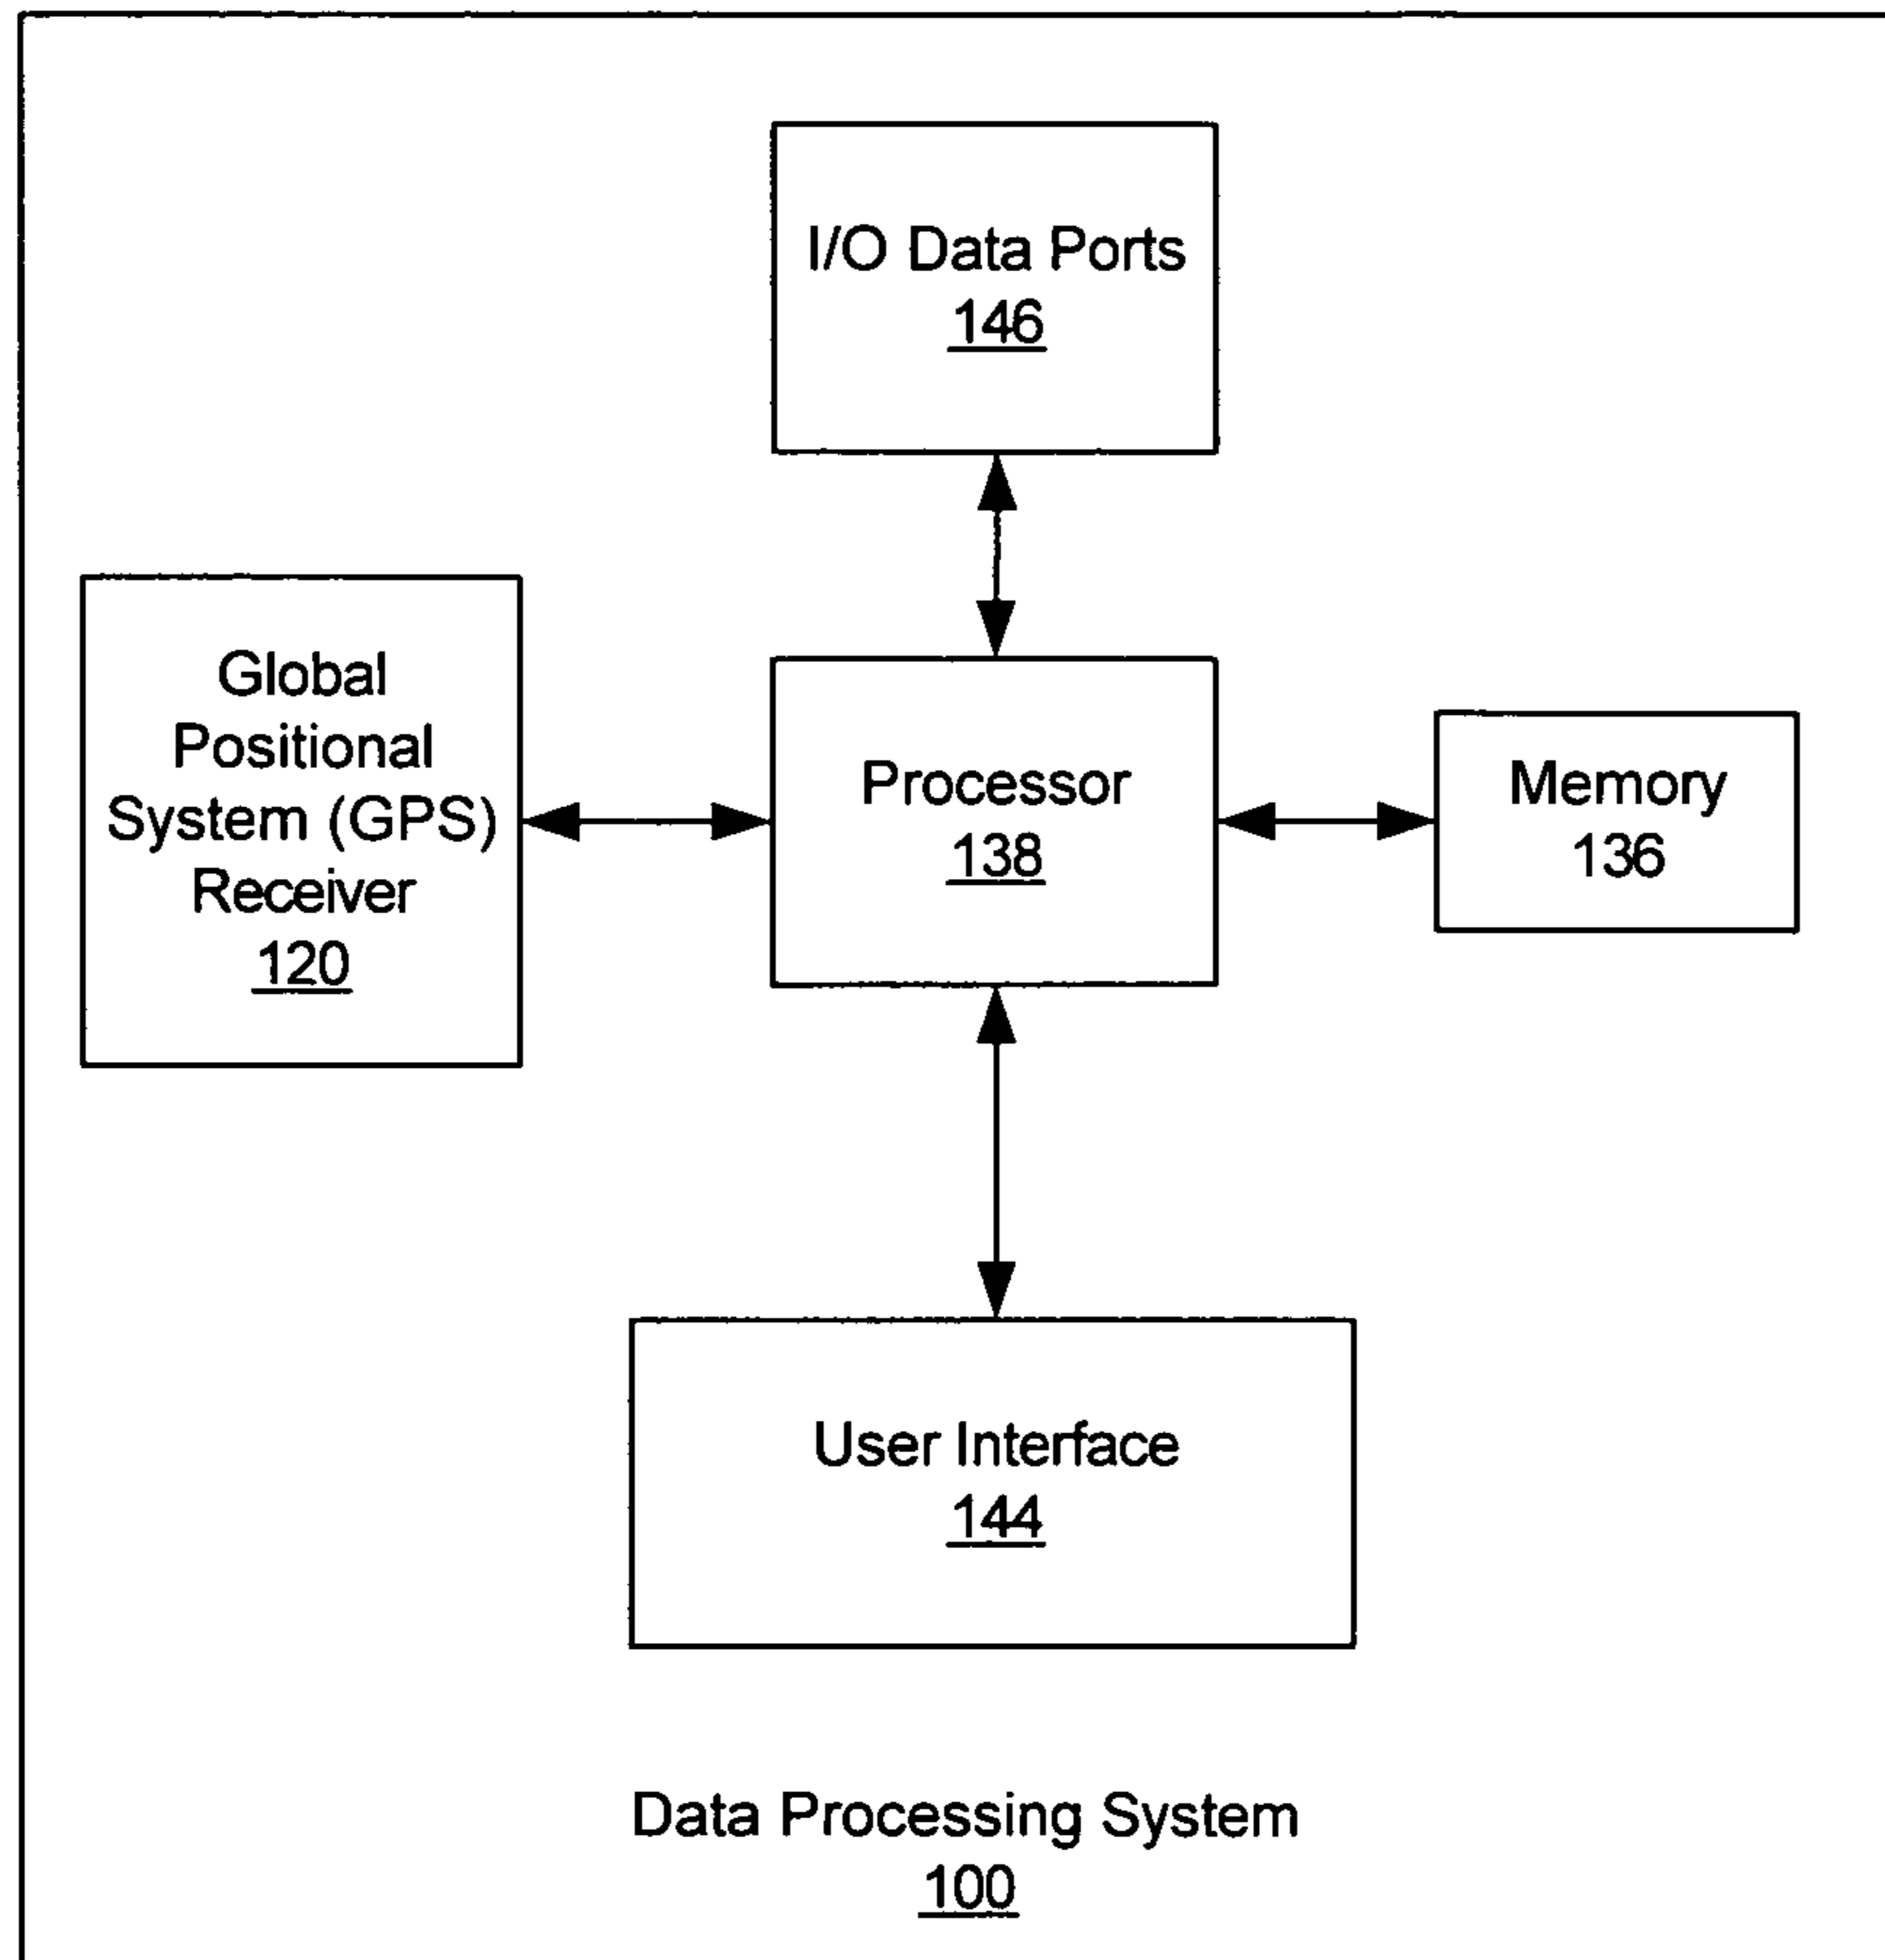 I/O Data Ports
146
Global
Positional
System (GPS)
Receiver
120
Processor
138
Memory
136
User Interface
144
Data Processing System
100